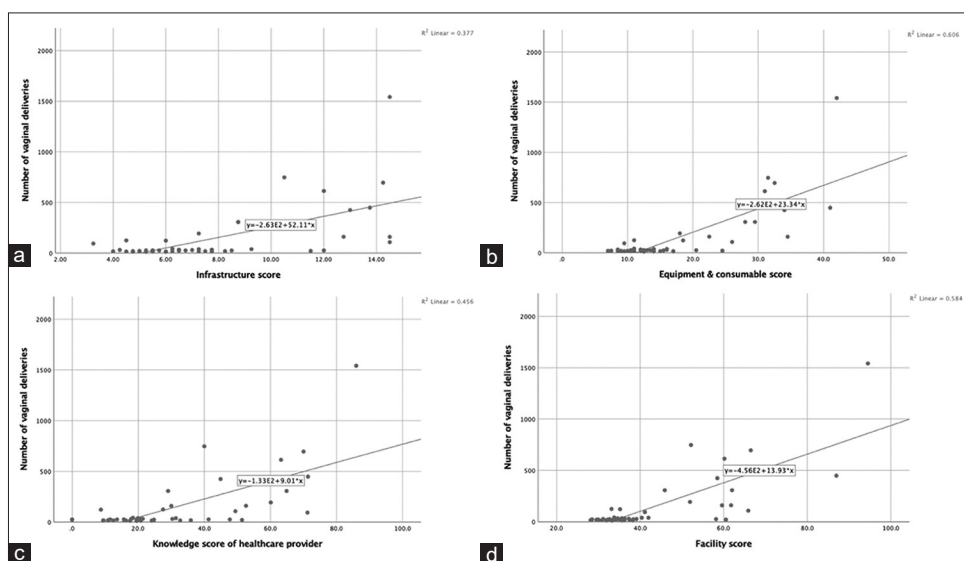 R² Linear = 0.377
2000
1500
1000
500
0
Number of vaginal deliveries
y=-2.63E2+52.11*x
2.00 4.00 6.00 8.00 10.00 12.00 14.00
Infrastructure score
a
R² Linear = 0.606
2000
1500
1000
500
0
Number of vaginal deliveries
y=-2.62E2+23.34*x
.0 10.0 20.0 30.0 40.0 50.0
Equipment & consumable score
b
R² Linear = 0.456
2000
1500
1000
500
0
Number of vaginal deliveries
y=-1.33E2+9.01*x
.0 20.0 40.0 60.0 80.0 100.0
Knowledge score of healthcare provider
c
R² Linear = 0.584
2000
1500
1000
500
0
Number of vaginal deliveries
y=-4.56E2+13.93*x
20.0 40.0 60.0 80.0 100.0
Facility score
d